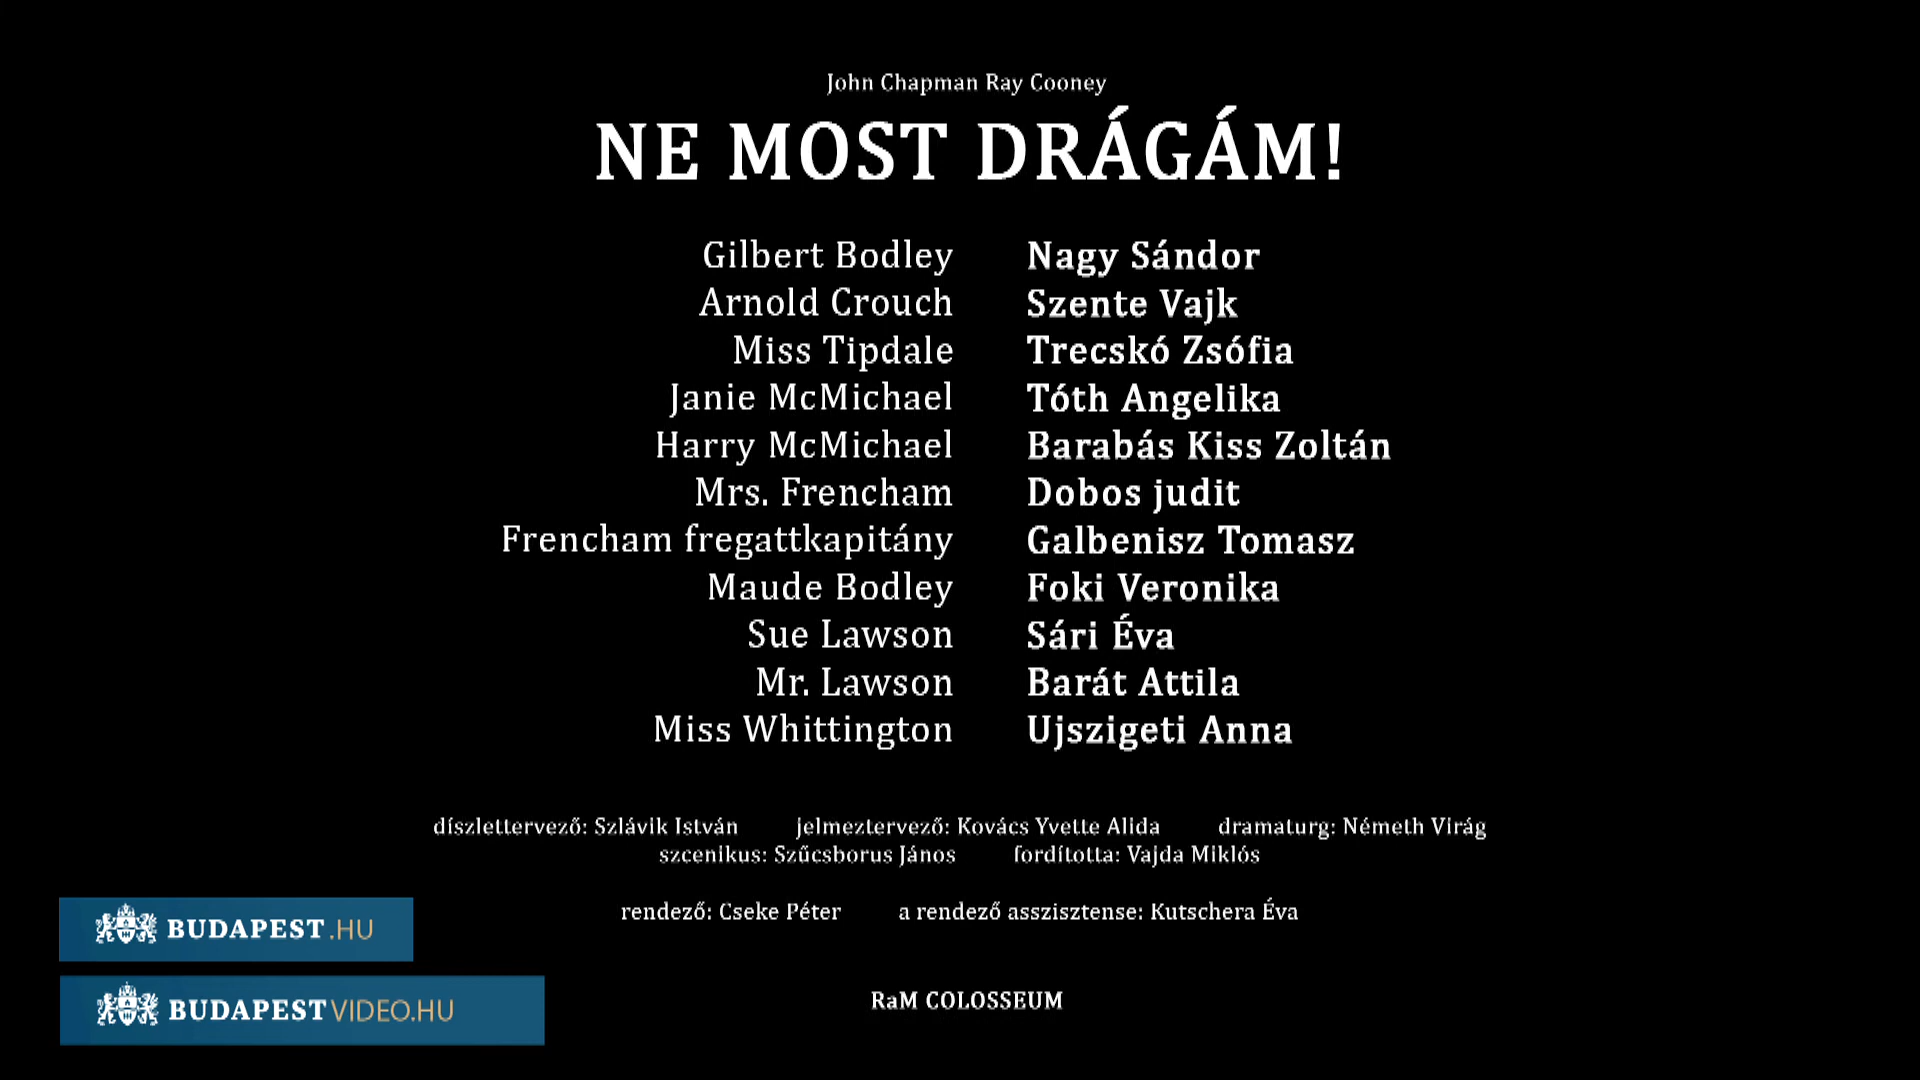 John Chapman Ray Cooney
NE MOST DRÁGÁM!
Gilbert Bodley Nagy Sándor
Arnold Crouch Szente Vajk
Miss Tipdale Trecskó Zsófia
Janie McMichael Tóth Angelika
Harry McMichael Barabás Kiss Zoltán
Mrs. Frencham Dobos judit
Frencham fregattkapitány Galbenisz Tomasz
Maude Bodley Foki Veronika
Sue Lawson Sári Éva
Mr. Lawson Barát Attila
Miss Whittington Ujszigeti Anna
díszlettervező: Szlávik István jelmeztervező: Kovács Yvette Alida dramaturg: Németh Virág
szcenikus: Szűcsborus János fordította: Vajda Miklós
rendező: Cseke Péter a rendező asszisztense: Kutschera Éva
BUDAPEST.HU
BUDAPESTVIDEO.HU
RaM COLOSSEUM